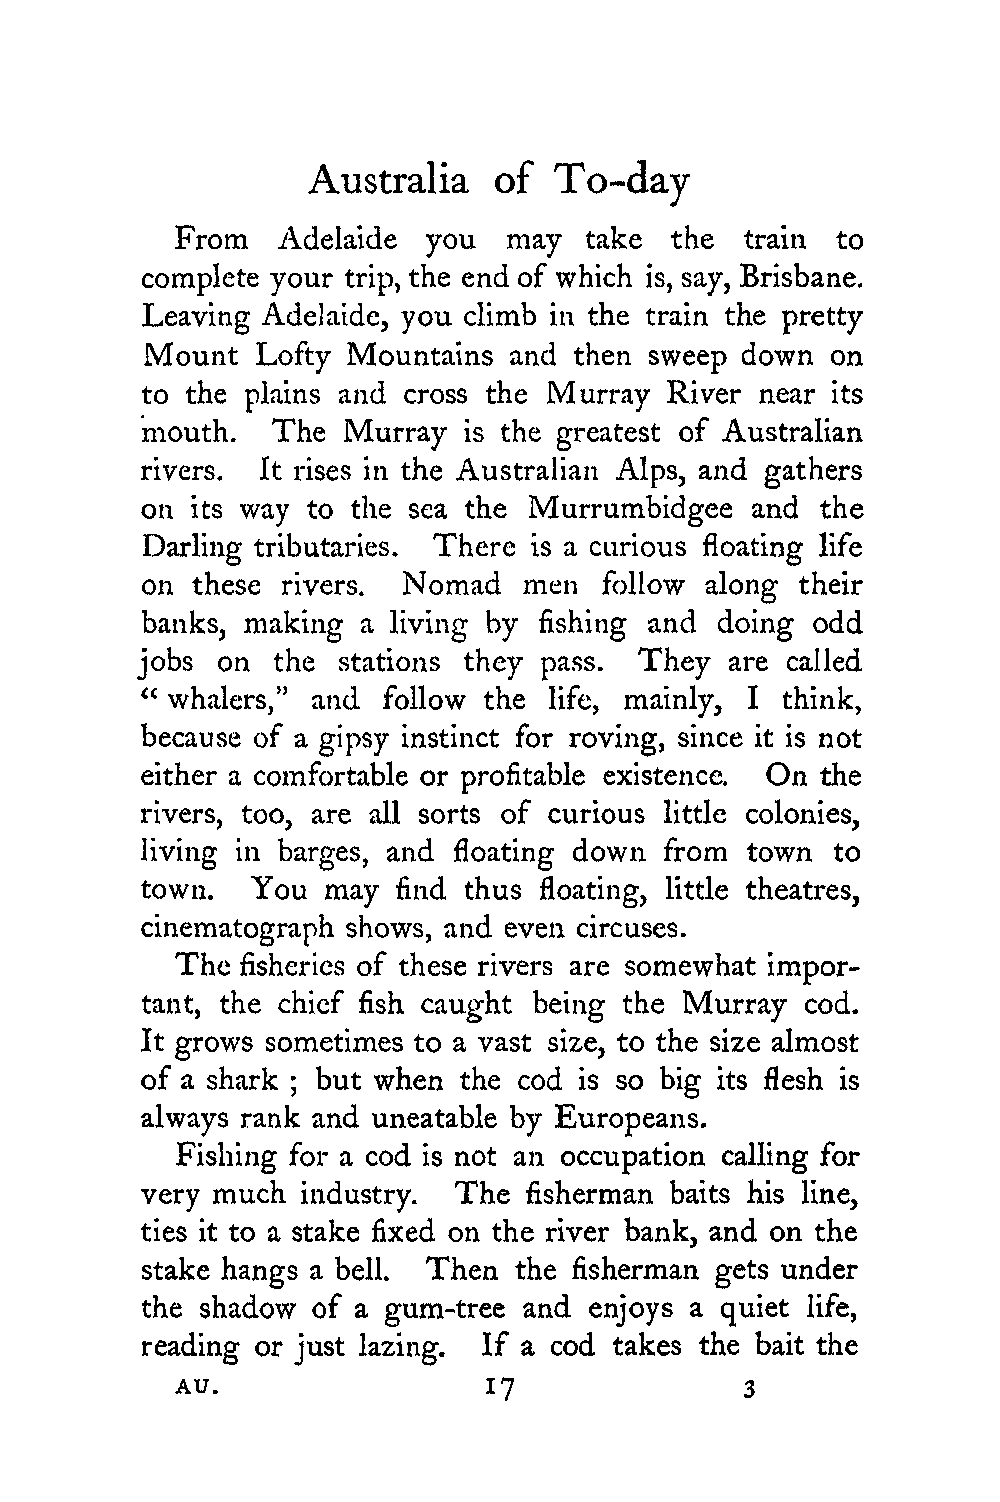 Australia of To-day
From Adelaide you may take the train to
complete your trip, the end of which is, say, Brisbane.
Leaving Adelaide, you climb in the train the pretty
Mount Lofty Mountains and then sweep down on
to the plains and cross the Murray River near its
mouth. The Murray is the greatest of Australian
rivers. It rises in the Australian Alps, and gathers
on its way to the sea the Murrumbidgee and the
Darling tributaries. There is a curious floating life
on these rivers. Nomad men follow along their
banks, making a living by fishing and doing odd
jobs on the stations they pass. They are called
“ whalers,” and follow the life, mainly, I think,
because of a gipsy instinct for roving, since it is not
either a comfortable or profitable existence. On the
rivers, too, are all sorts of curious little colonies,
living in barges, and floating down from town to
town. You may find thus floating, little theatres,
cinematograph shows, and even circuses.
The fisheries of these rivers are somewhat impor-
tant, the chief fish caught being the Murray cod.
It grows sometimes to a vast size, to the size almost
of a shark ; but when the cod is so big its flesh is
always rank and uneatable by Europeans.
Fishing for a cod is not an occupation calling for
very much industry. The fisherman baits his line,
ties it to a stake fixed on the river bank, and on the
stake hangs a bell. Then the fisherman gets under
the shadow of a gum-tree and enjoys a quiet life,
reading or just lazing. If a cod takes the bait the
AU. 17 3